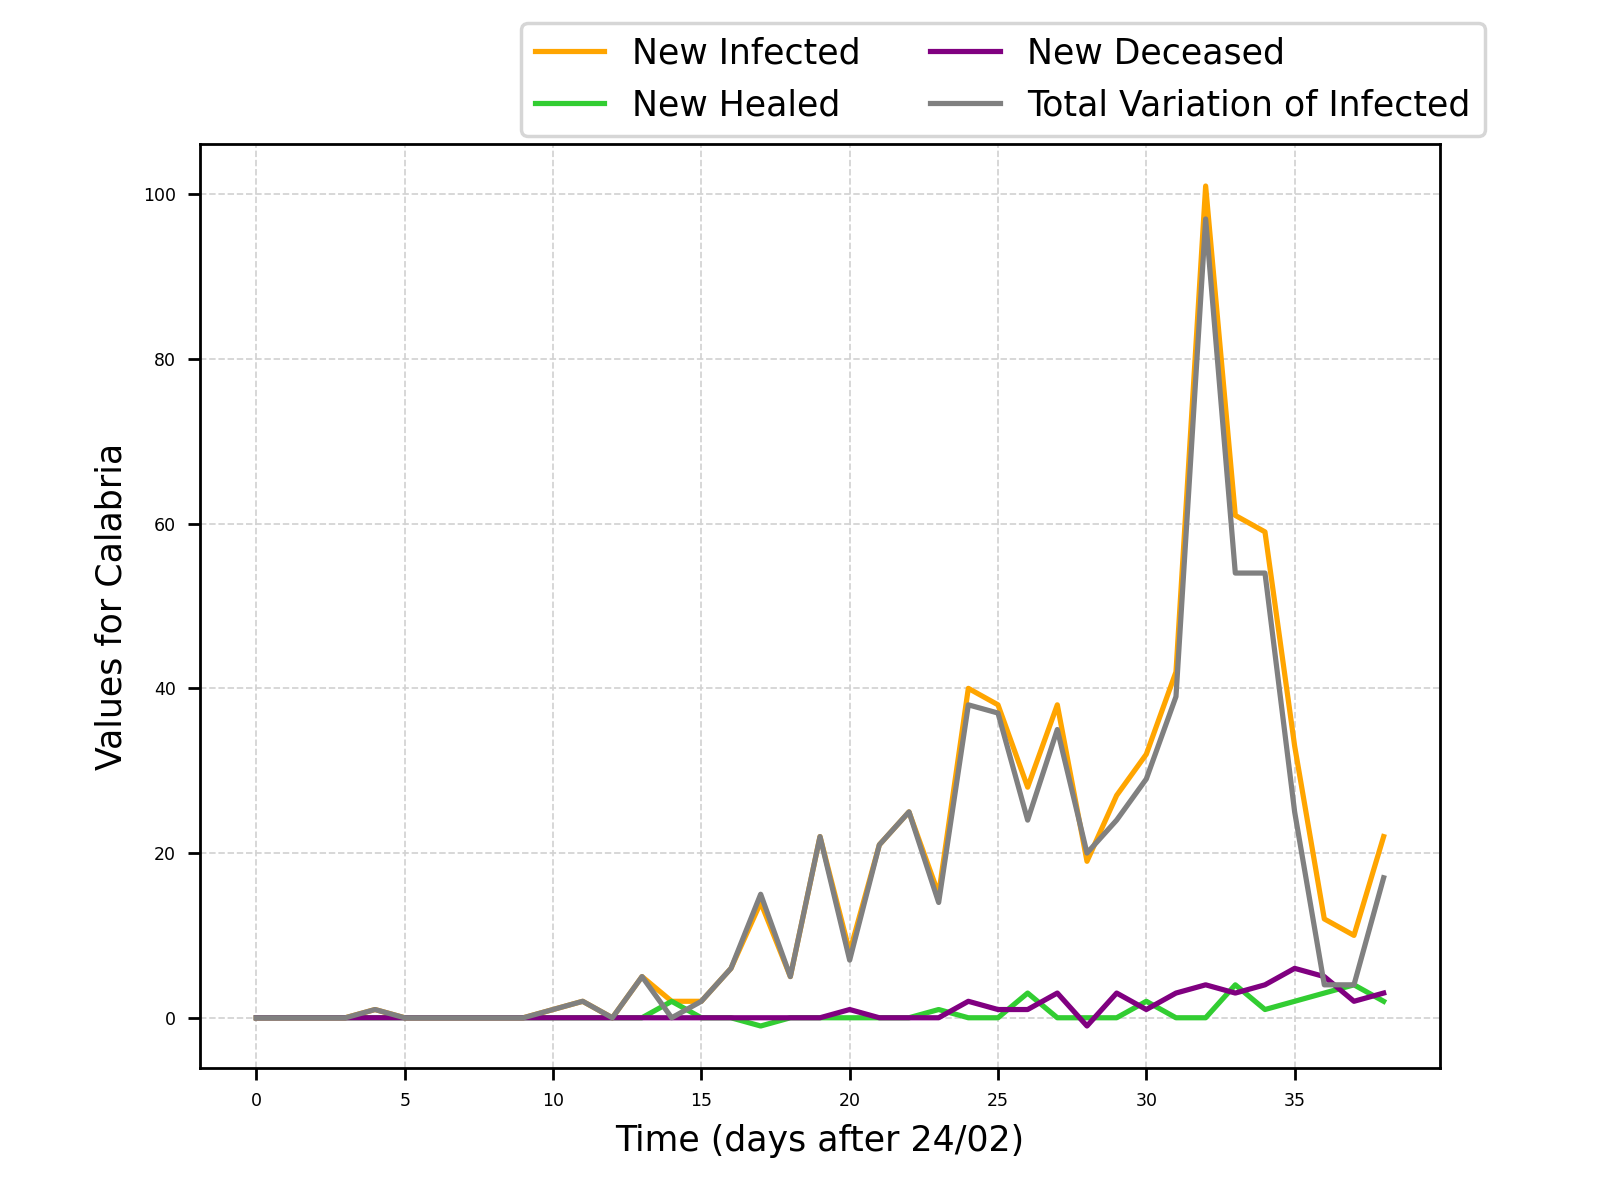 New Infected
New Healed
New Deceased
Total Variation of Infected
100
80
60
40
20
0
Values for Calabria
0 5 10 15 20 25 30 35
Time (days after 24/02)